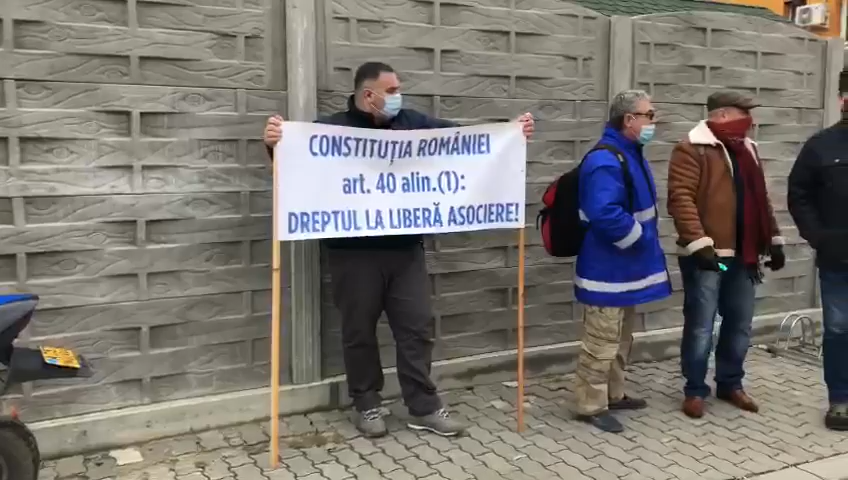 CONSTITUȚIA ROMÂNIEI
art. 40 alin.(1):
DREPTUL LA LIBERĂ ASOCIERE!